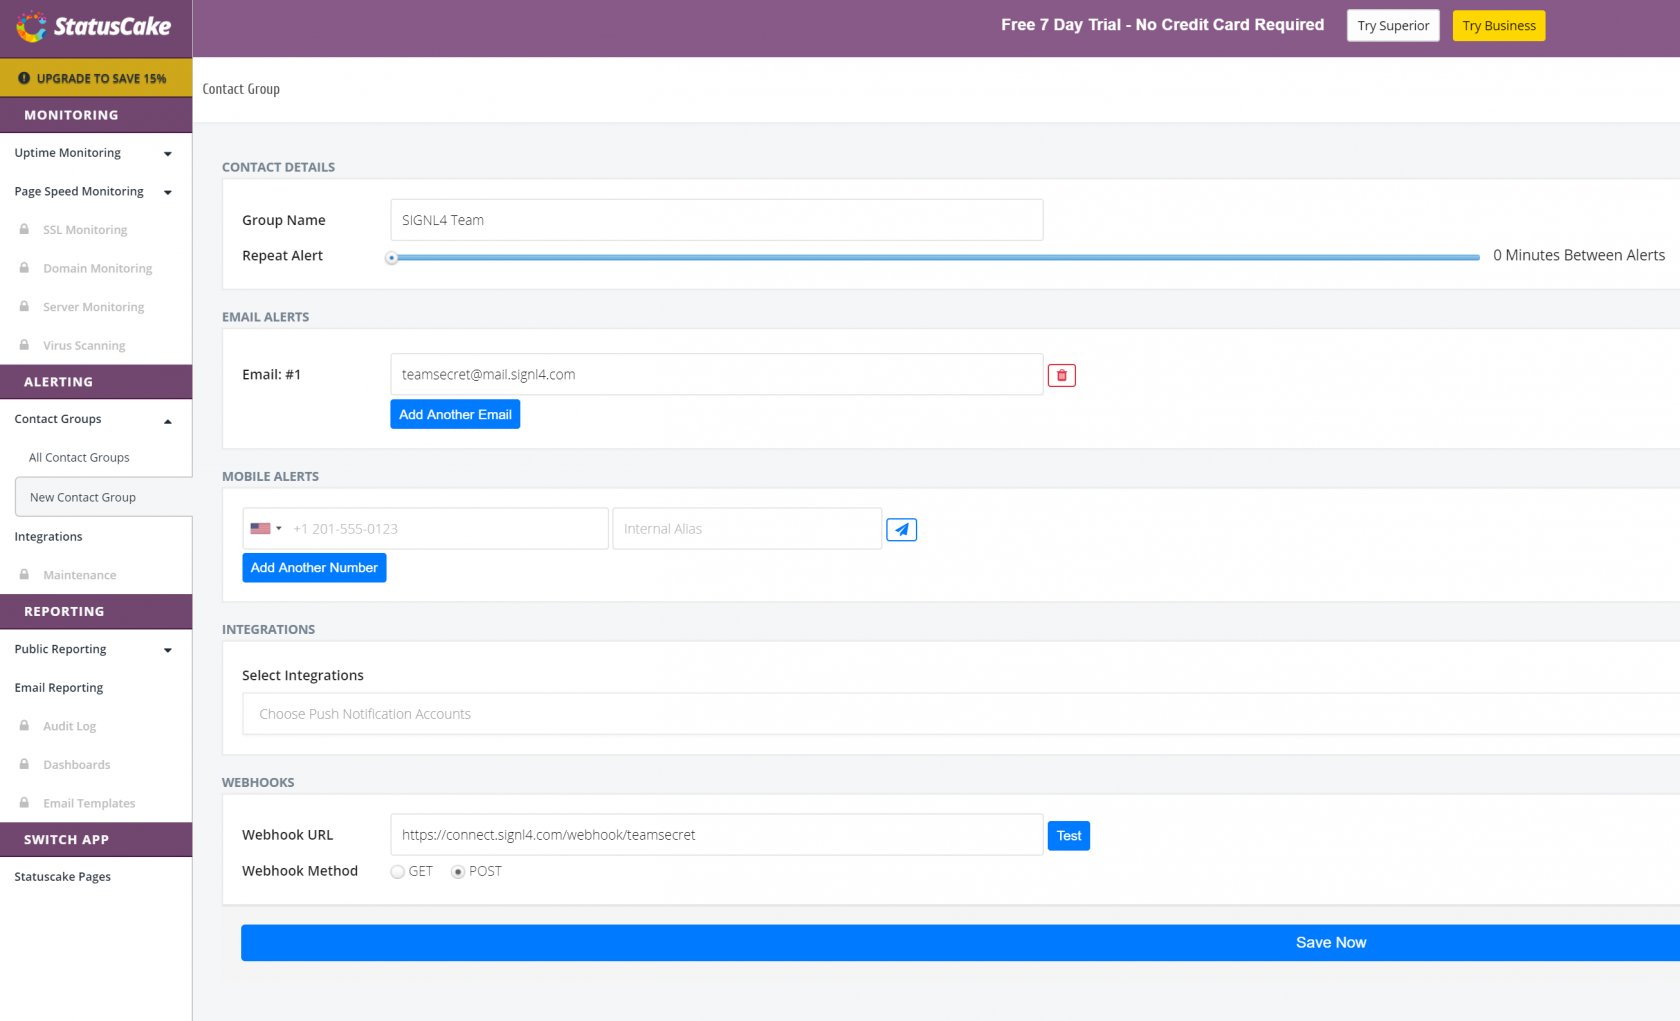 StatusCake
Free 7 Day Trial - No Credit Card Required
Try Superior
Try Business
UPGRADE TO SAVE 15%
MONITORING
Uptime Monitoring
Page Speed Monitoring
SSL Monitoring
Domain Monitoring
Server Monitoring
Virus Scanning
ALERTING
Contact Groups
All Contact Groups
New Contact Group
Integrations
Maintenance
REPORTING
Public Reporting
Email Reporting
Audit Log
Dashboards
Email Templates
SWITCH APP
Statuscake Pages
Contact Group
CONTACT DETAILS
Group Name
SIGNL4 Team
Repeat Alert
0 Minutes Between Alerts
EMAIL ALERTS
Email: #1
teamsecret@mail.signl4.com
Add Another Email
MOBILE ALERTS
+1 201-555-0123
Internal Alias
Add Another Number
INTEGRATIONS
Select Integrations
Choose Push Notification Accounts
WEBHOOKS
Webhook URL
https://connect.signl4.com/webhook/teamsecret
Test
Webhook Method
GET
POST
Save Now